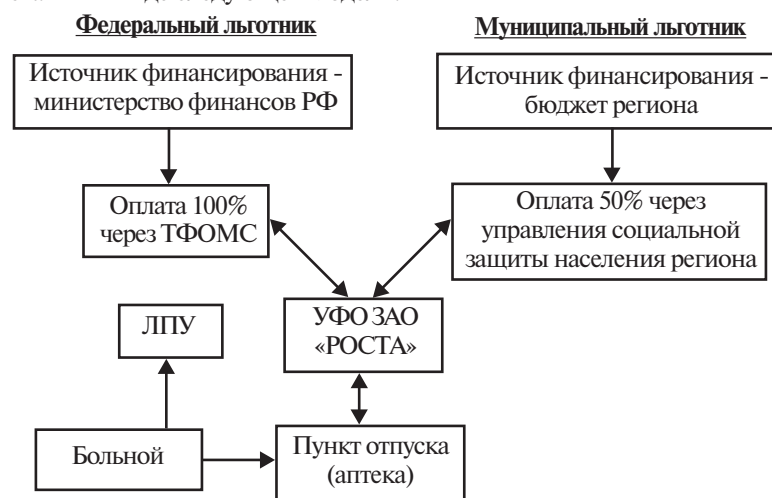 Федеральный льготник
Муниципальный льготник
Источник финансирования -
министерство финансов РФ
Источник финансирования -
бюджет региона
Оплата 100%
через ТФОМС
Оплата 50% через
управления социальной
защиты населения региона
ЛПУ
УФО ЗАО
«РОСТА»
Больной
Пункт отпуска
(аптека)